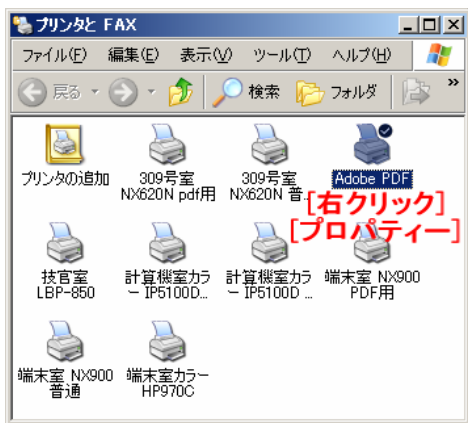 プリンタと FAX
ファイル(F) 編集(E) 表示(V) ツール(T) ヘルプ(H)
戻る 検索 フォルダ »
プリンタの追加
309号室
NX620N pdf用
309号室
NX620N 普...
Adobe PDF
[右クリック]
[プロパティー]
技官室
LBP-850
計算機室カラ
ー IP5100D...
計算機室カラ
ー IP5100D ...
端末室 NX900
PDF用
端末室 NX900
普通
端末室カラー
HP970C